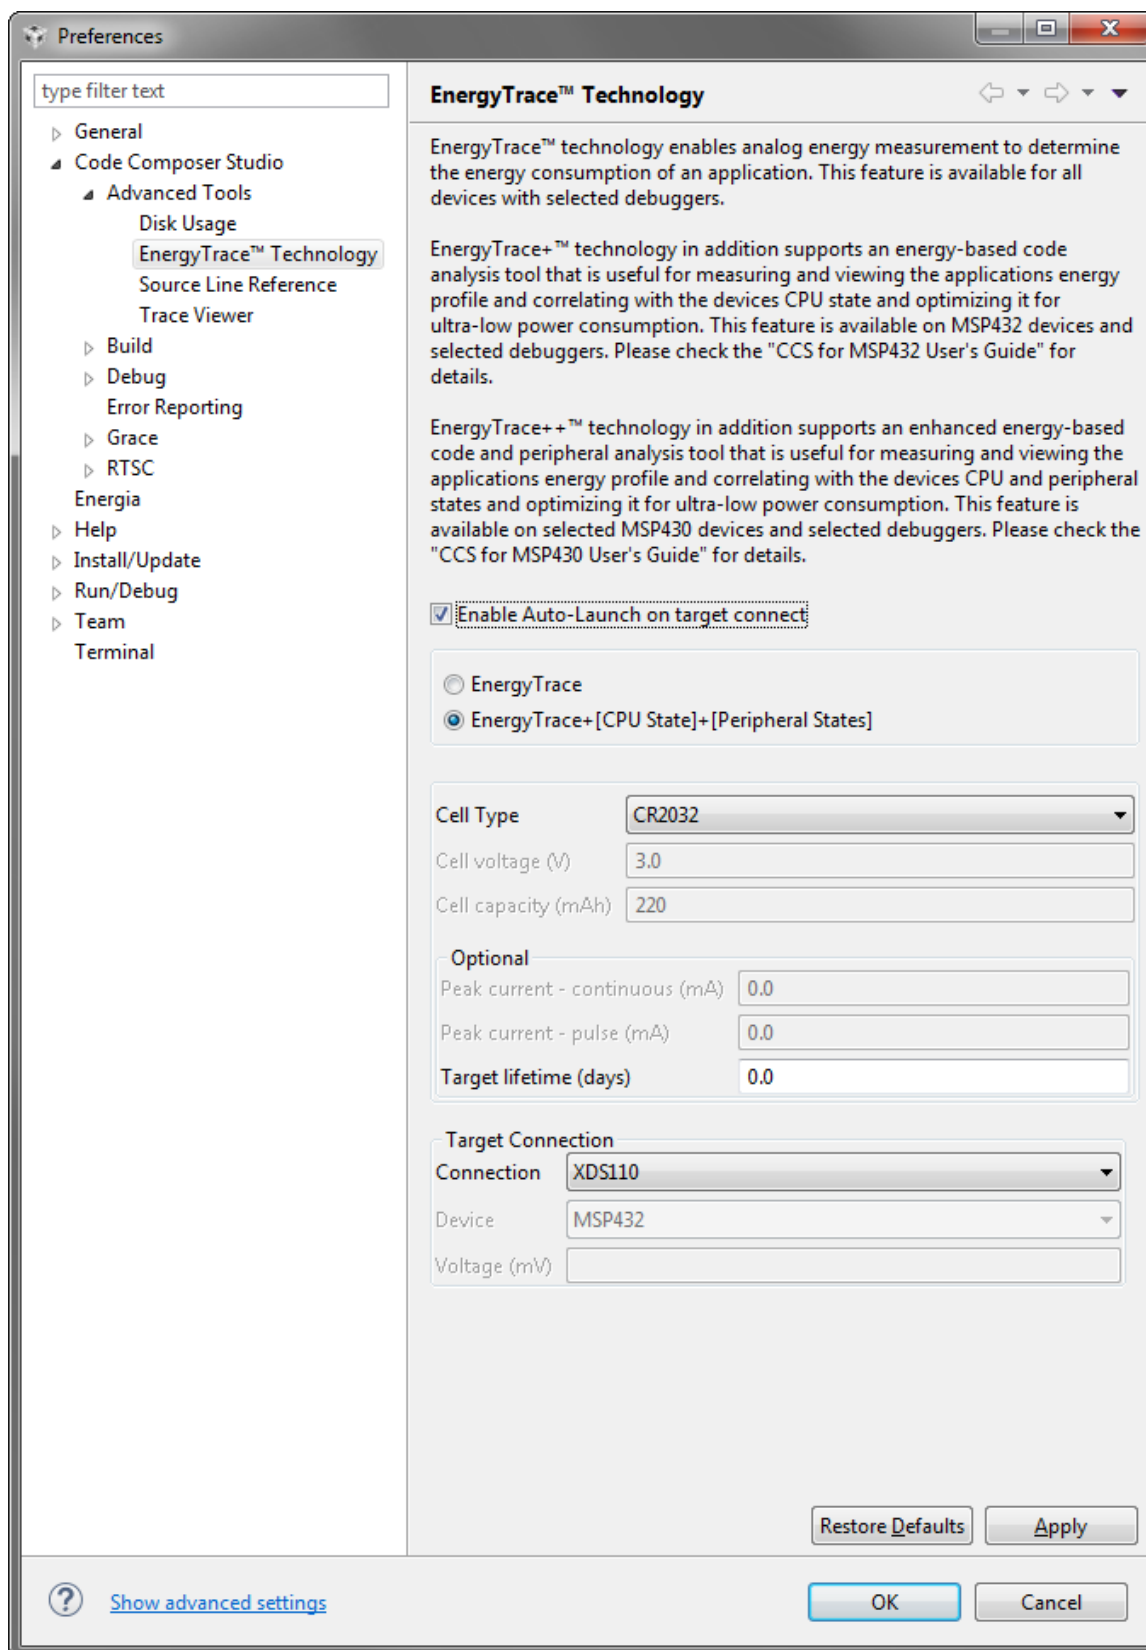 Preferences
type filter text
General
Code Composer Studio
Advanced Tools
Disk Usage
EnergyTrace™ Technology
Source Line Reference
Trace Viewer
Build
Debug
Error Reporting
Grace
RTSC
Energia
Help
Install/Update
Run/Debug
Team
Terminal
EnergyTrace™ Technology
EnergyTrace™ technology enables analog energy measurement to determine
the energy consumption of an application. This feature is available for all
devices with selected debuggers.
EnergyTrace+™ technology in addition supports an energy-based code
analysis tool that is useful for measuring and viewing the applications energy
profile and correlating with the devices CPU state and optimizing it for
ultra-low power consumption. This feature is available on MSP432 devices and
selected debuggers. Please check the "CCS for MSP432 User's Guide" for
details.
EnergyTrace++™ technology in addition supports an enhanced energy-based
code and peripheral analysis tool that is useful for measuring and viewing the
applications energy profile and correlating with the devices CPU and peripheral
states and optimizing it for ultra-low power consumption. This feature is
available on selected MSP430 devices and selected debuggers. Please check the
"CCS for MSP430 User's Guide" for details.
Enable Auto-Launch on target connect
EnergyTrace
EnergyTrace+[CPU State]+[Peripheral States]
Cell Type CR2032
Cell voltage (V) 3.0
Cell capacity (mAh) 220
Optional
Peak current - continuous (mA) 0.0
Peak current - pulse (mA) 0.0
Target lifetime (days) 0.0
Target Connection
Connection XDS110
Device MSP432
Voltage (mV)
Restore Defaults Apply
? Show advanced settings OK Cancel